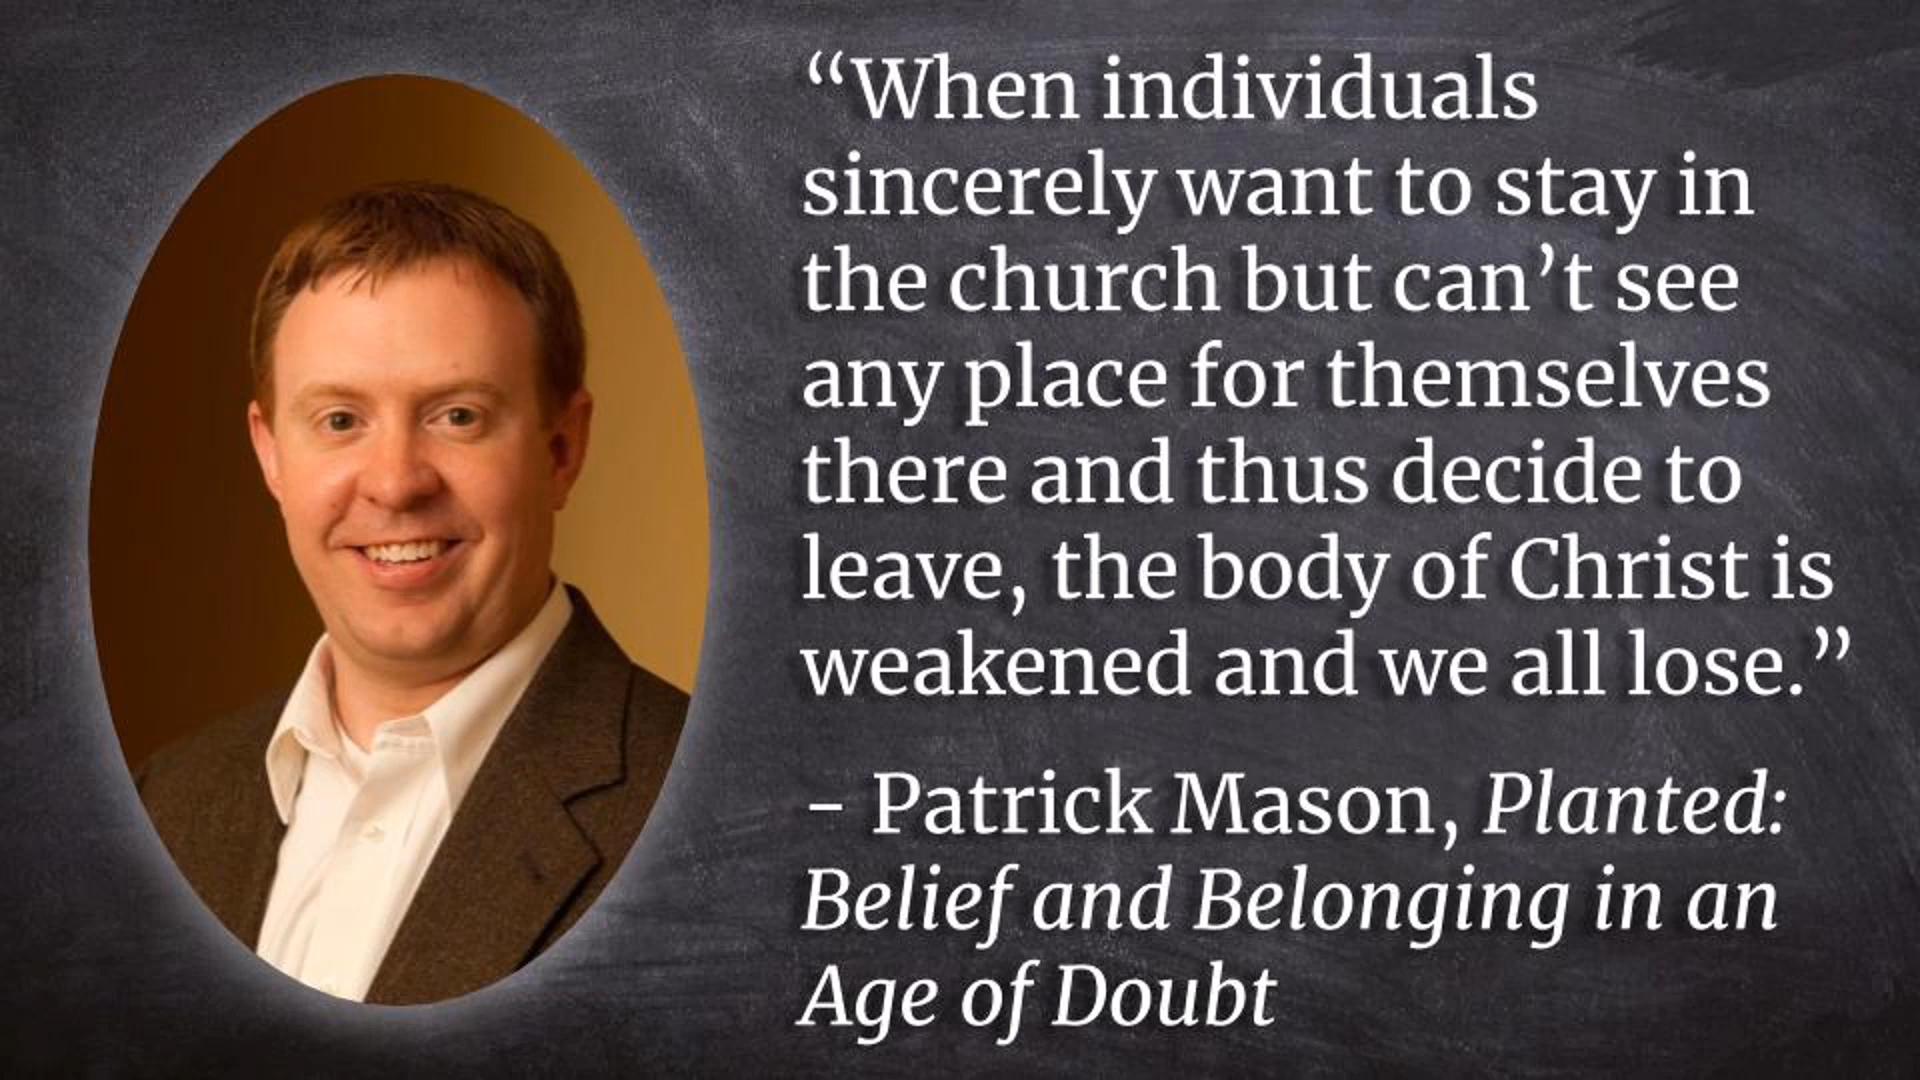 “When individuals
sincerely want to stay in
the church but can’t see
any place for themselves
there and thus decide to
leave, the body of Christ is
weakened and we all lose.”
- Patrick Mason, Planted:
Belief and Belonging in an
Age of Doubt